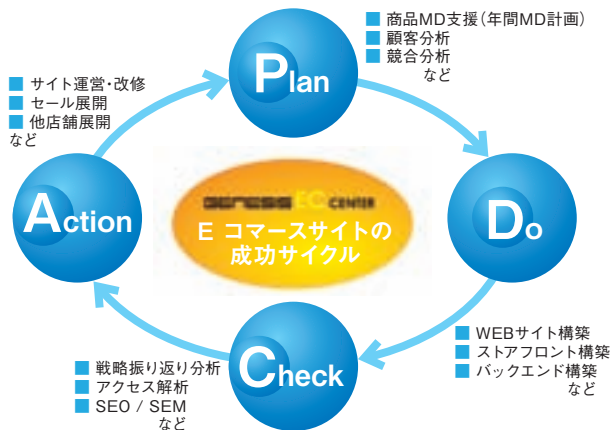 Plan
■ 商品MD支援（年間MD計画）
■ 顧客分析
■ 競合分析
など
■ サイト運営・改修
■ セール展開
■ 他店舗展開
など
Action
GENESS EC CENTER
E コマースサイトの
成功サイクル
Do
■ WEBサイト構築
■ ストアフロント構築
■ バックエンド構築
など
Check
■ 戦略振り返り分析
■ アクセス解析
■ SEO / SEM
など